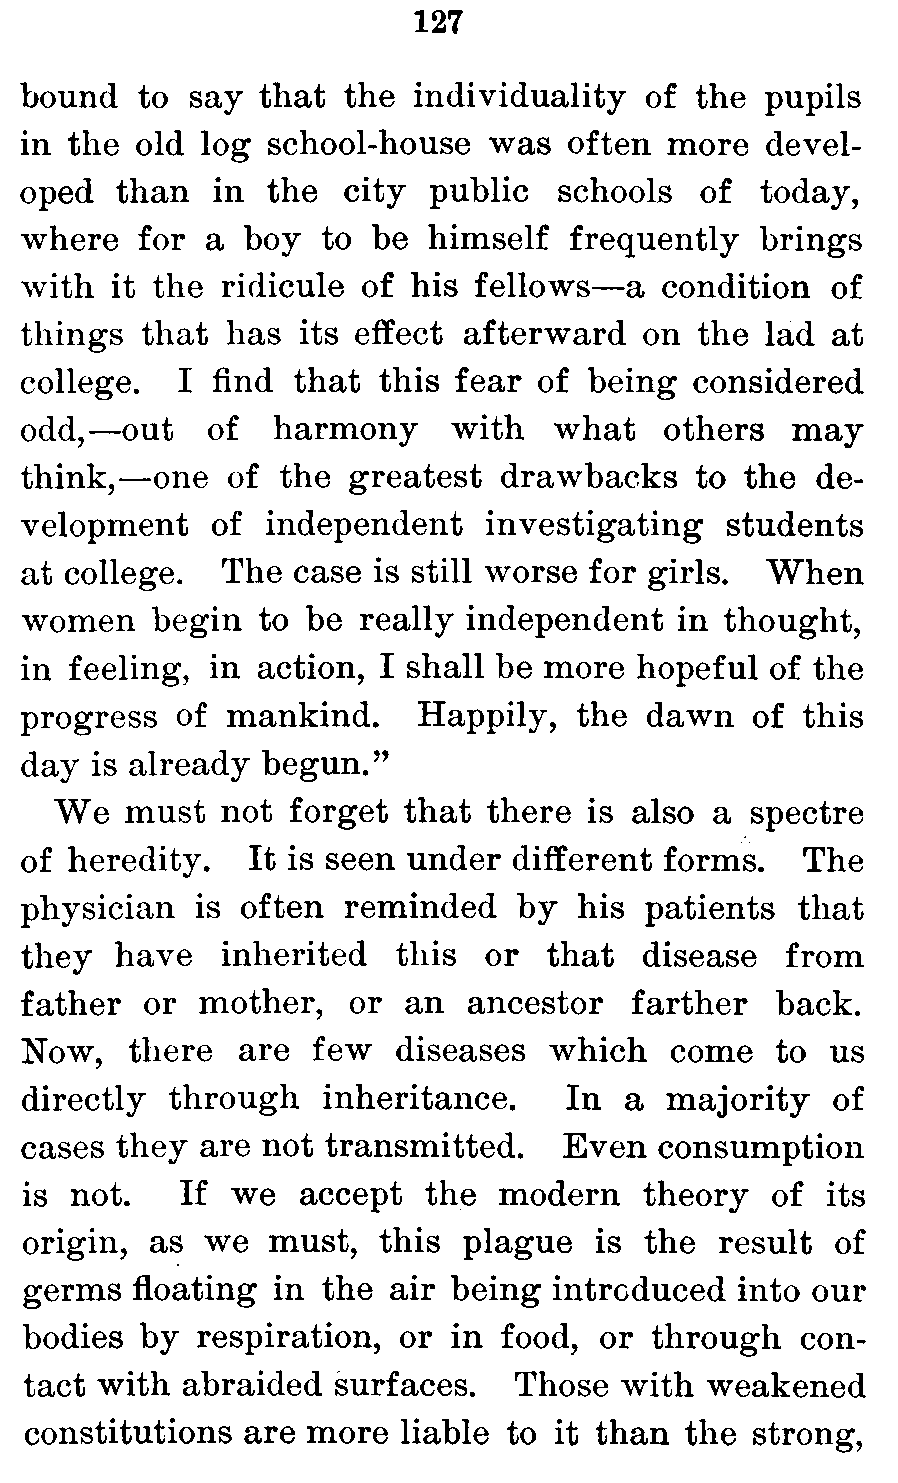 127
bound to say that the individuality of the pupils
in the old log school-house was often more devel-
oped than in the city public schools of today,
where for a boy to be himself frequently brings
with it the ridicule of his fellows—a condition of
things that has its effect afterward on the lad at
college. I find that this fear of being considered
odd,—out of harmony with what others may
think,—one of the greatest drawbacks to the de-
velopment of independent investigating students
at college. The case is still worse for girls. When
women begin to be really independent in thought,
in feeling, in action, I shall be more hopeful of the
progress of mankind. Happily, the dawn of this
day is already begun.”
We must not forget that there is also a spectre
of heredity. It is seen under different forms. The
physician is often reminded by his patients that
they have inherited this or that disease from
father or mother, or an ancestor farther back.
Now, there are few diseases which come to us
directly through inheritance. In a majority of
cases they are not transmitted. Even consumption
is not. If we accept the modern theory of its
origin, as we must, this plague is the result of
germs floating in the air being introduced into our
bodies by respiration, or in food, or through con-
tact with abraided surfaces. Those with weakened
constitutions are more liable to it than the strong,